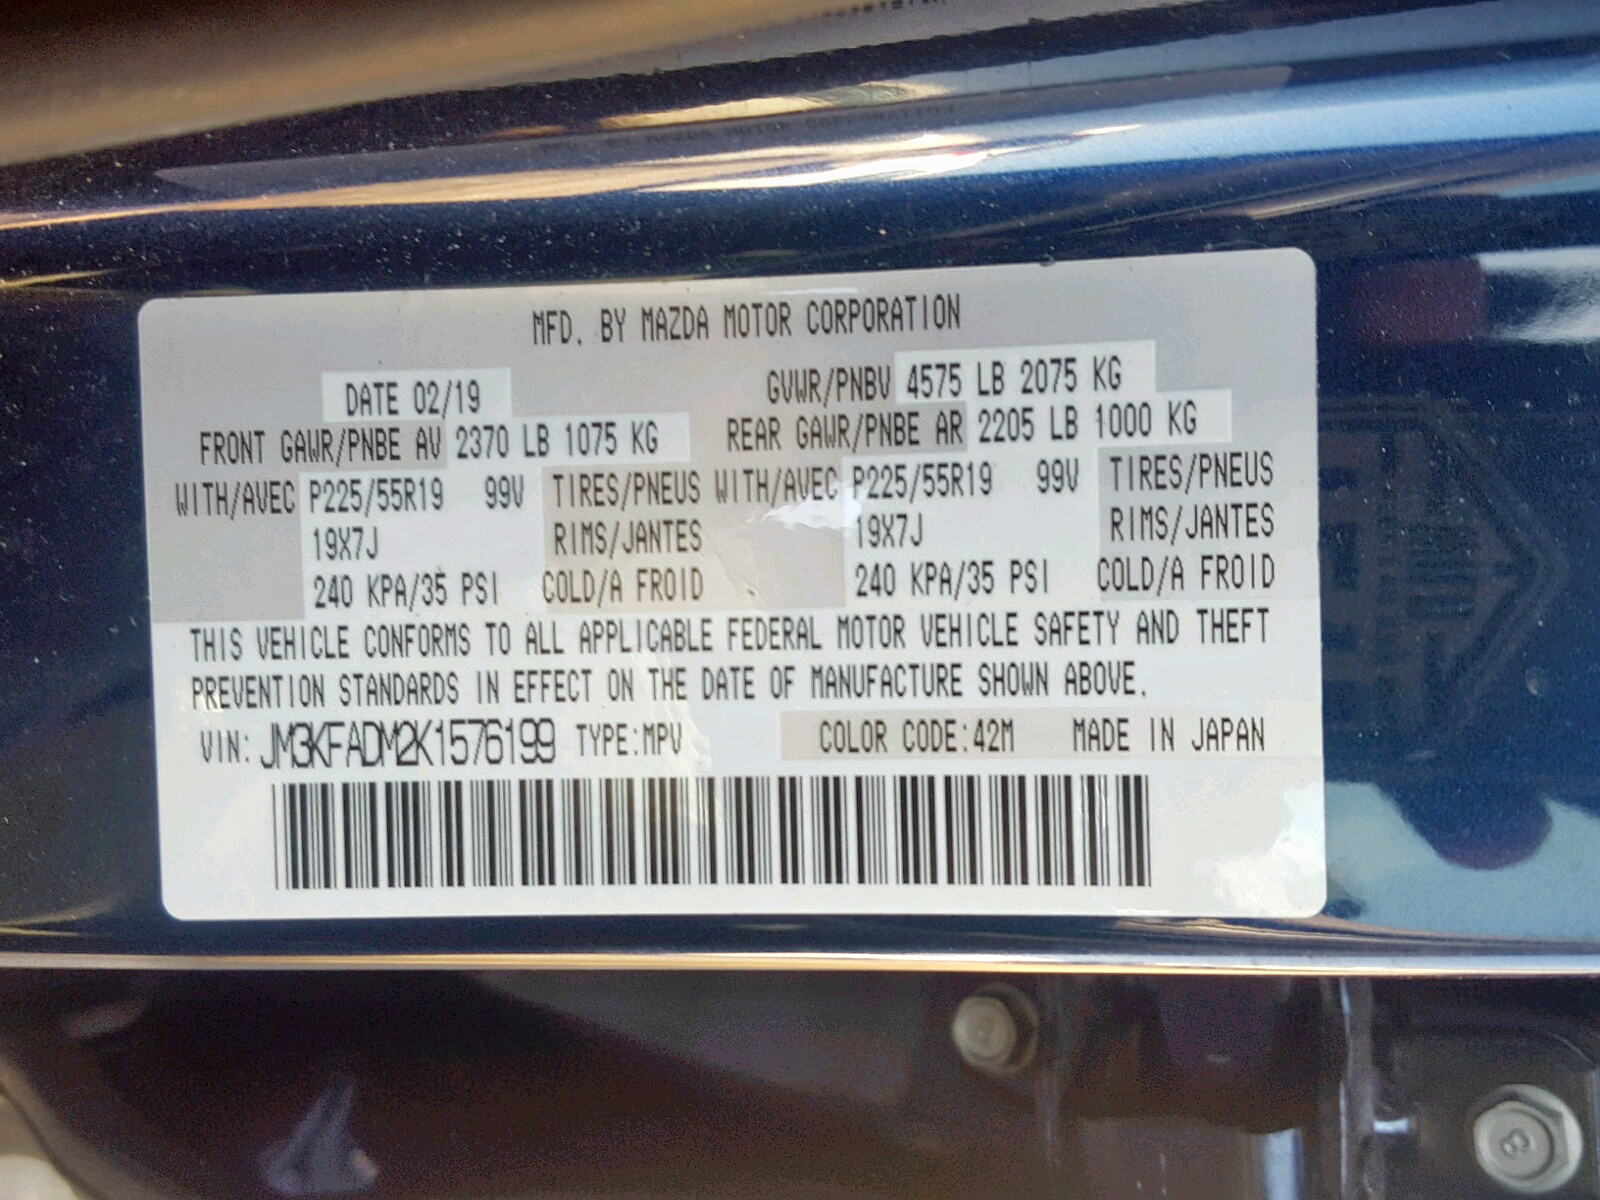 MFD. BY MAZDA MOTOR CORPORATION
DATE 02/19 GVWR/PNBV 4575 LB 2075 KG
FRONT GAWR/PNBE AV 2370 LB 1075 KG REAR GAWR/PNBE AR 2205 LB 1000 KG
WITH/AVEC P225/55R19 99V TIRES/PNEUS WITH/AVEC P225/55R19 99V TIRES/PNEUS
19X7J RIMS/JANTES 19X7J RIMS/JANTES
240 KPA/35 PSI COLD/A FROID 240 KPA/35 PSI COLD/A FROID
THIS VEHICLE CONFORMS TO ALL APPLICABLE FEDERAL MOTOR VEHICLE SAFETY AND THEFT
PREVENTION STANDARDS IN EFFECT ON THE DATE OF MANUFACTURE SHOWN ABOVE.
VIN: JM3KFADM2K1576199 TYPE:MPV COLOR CODE:42M MADE IN JAPAN
8